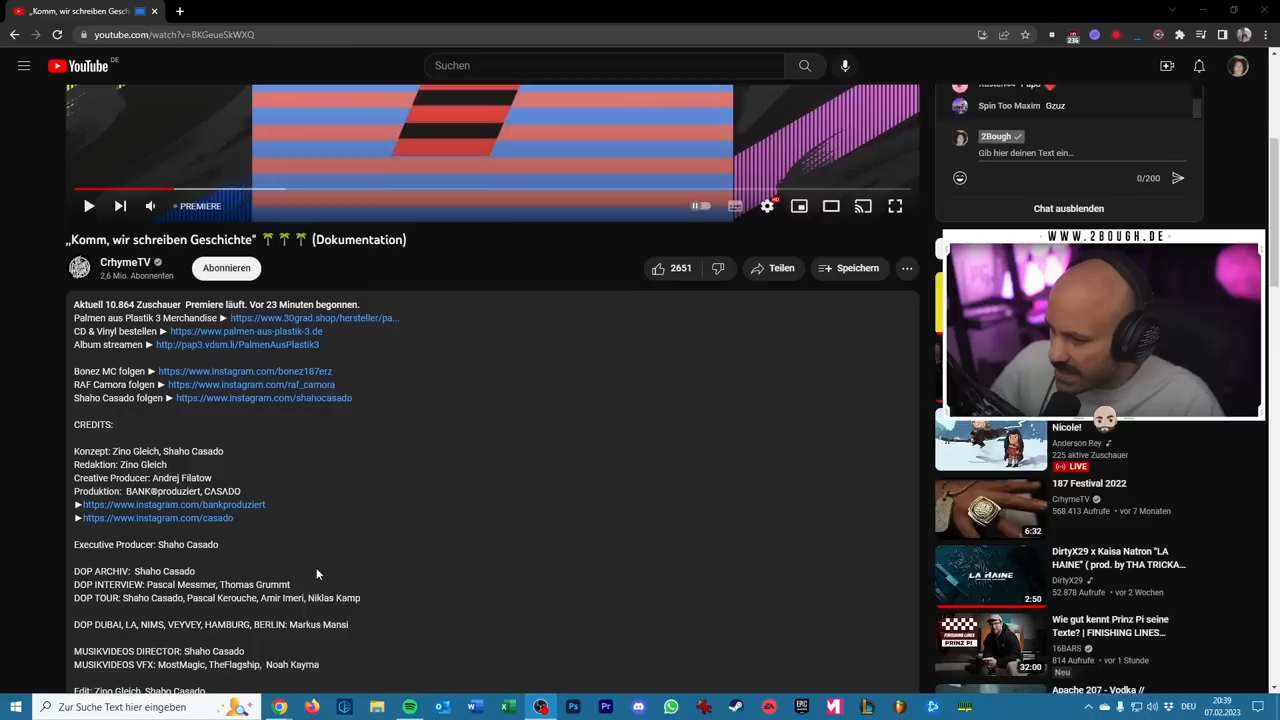 „Komm, wir schreiben Gesch
youtube.com/watch?v=BKGeueSkWXQ
236
YouTube DE
Suchen
Spin Too Maxim Gzuz
2Bough
Gib hier deinen Text ein...
0/200
Chat ausblenden
PREMIERE
„Komm, wir schreiben Geschichte" 🌴🌴🌴 (Dokumentation)
CrhymeTV
2,6 Mio. Abonnenten
Abonnieren
2651
Teilen
Speichern
· WWW.2BOUGH.DE ·
Aktuell 10.864 Zuschauer Premiere läuft. Vor 23 Minuten begonnen.
Palmen aus Plastik 3 Merchandise ► https://www.30grad.shop/hersteller/pa...
CD & Vinyl bestellen ► https://www.palmen-aus-plastik-3.de
Album streamen ► http://pap3.vdsm.li/PalmenAusPlastik3
Bonez MC folgen ► https://www.instagram.com/bonez187erz
RAF Camora folgen ► https://www.instagram.com/raf_camora
Shaho Casado folgen ► https://www.instagram.com/shahocasado
CREDITS:
Konzept: Zino Gleich, Shaho Casado
Redaktion: Zino Gleich
Creative Producer: Andrej Filatow
Produktion: BANK®produziert, CΛSΛDO
►https://www.instagram.com/bankproduziert
►https://www.instagram.com/casado
Executive Producer: Shaho Casado
DOP ARCHIV: Shaho Casado
DOP INTERVIEW: Pascal Messmer, Thomas Grummt
DOP TOUR: Shaho Casado, Pascal Kerouche, Amir Imeri, Niklas Kamp
DOP DUBAI, LA, NIMS, VEYVEY, HAMBURG, BERLIN: Markus Mansi
MUSIKVIDEOS DIRECTOR: Shaho Casado
MUSIKVIDEOS VFX: MostMagic, TheFlagship, Noah Kayma
Edit: Zino Gleich, Shaho Casado
Nicole!
Anderson Rey
225 aktive Zuschauer
LIVE
187 Festival 2022
CrhymeTV
568.413 Aufrufe • vor 7 Monaten
6:32
DirtyX29 x Kaisa Natron "LA
HAINE" ( prod. by THA TRICKA...
DirtyX29
52.878 Aufrufe • vor 2 Wochen
LA HAINE
2:50
Wie gut kennt Prinz Pi seine
Texte? | FINISHING LINES...
16BARS
814 Aufrufe • vor 1 Stunde
Neu
FINISHING LINES
32:00
Apache 207 - Vodka //
Zur Suche Text hier eingeben
DEU
20:39
07.02.2023